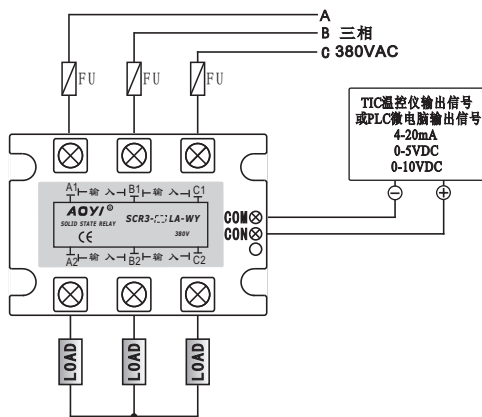 A
B 三相
C 380VAC
FU FU FU
TIC温控仪输出信号
或PLC微电脑输出信号
4-20mA
0-5VDC
0-10VDC
A1 输入 B1 输入 C1
AOYI®
SCR3- LA-WY
SOLID STATE RELAY
CE
380V
COM
CON
A2 输入 B2 输入 C2
LOAD LOAD LOAD